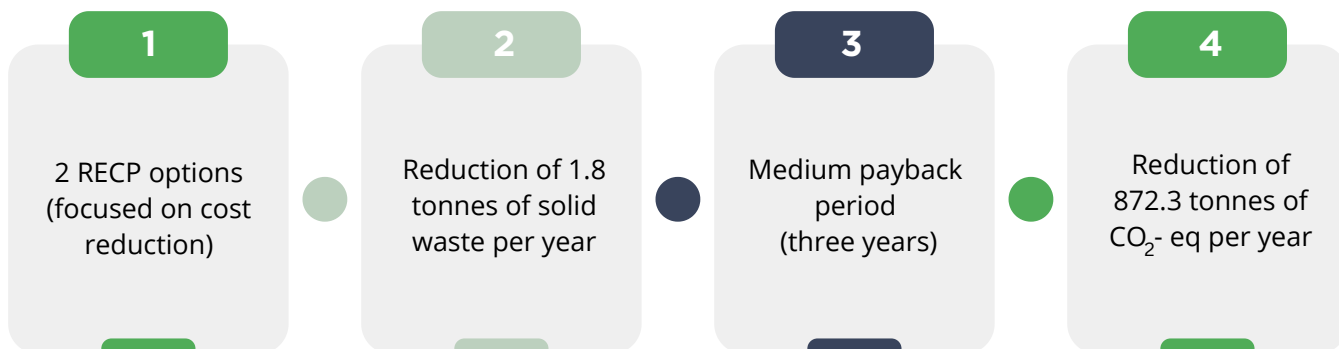 1
2 RECP options
(focused on cost
reduction)
2
Reduction of 1.8
tonnes of solid
waste per year
3
Medium payback
period
(three years)
4
Reduction of
872.3 tonnes of
CO₂- eq per year